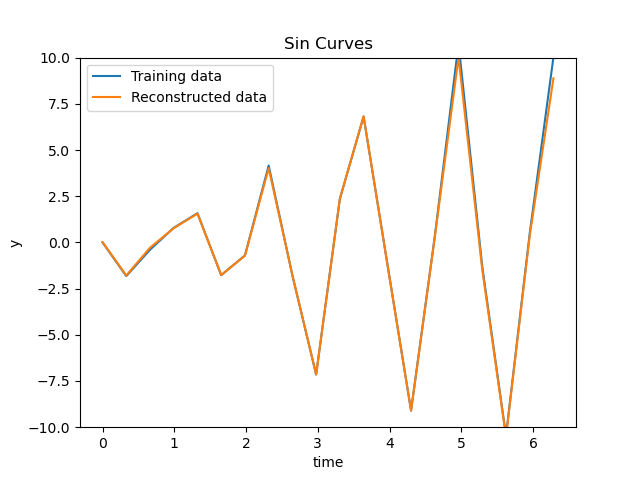 Sin Curves
Training data
Reconstructed data
10.0
7.5
5.0
2.5
0.0
−2.5
−5.0
−7.5
−10.0
y
0 1 2 3 4 5 6
time